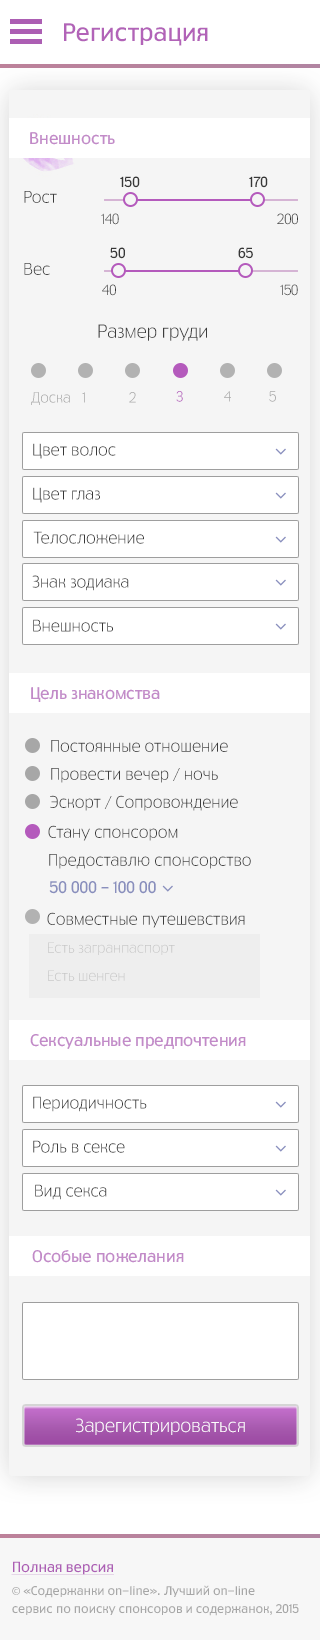 Регистрация
Внешность
150 170
Рост
140 200
50 65
Вес
40 150
Размер груди
Доска 1 2 3 4 5
Цвет волос
Цвет глаз
Телосложение
Знак зодиака
Внешность
Цель знакомства
Постоянные отношение
Провести вечер / ночь
Эскорт / Сопровождение
Стану спонсором
Предоставлю спонсорство
50 000 - 100 00
Совместные путешествия
Есть загранпаспорт
Есть шенген
Сексуальные предпочтения
Периодичность
Роль в сексе
Вид секса
Особые пожелания
Зарегистрироваться
Полная версия
© «Содержанки on-line». Лучший on-line
сервис по поиску спонсоров и содержанок, 2015